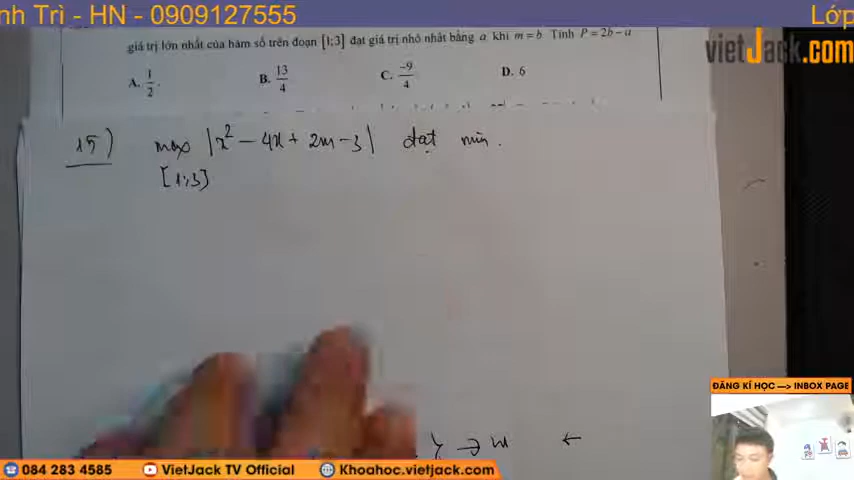 nh Trì - HN - 0909127555
Lớp
vietJack.com
giá trị lớn nhất của hàm số trên đoạn [1;3] đạt giá trị nhỏ nhất bằng a khi m = b. Tính P = 2b - a
A. 1/2.
B. 13/4
C. -9/4
D. 6
15) max |x² - 4x + 2m - 3| đạt min.
[1;3]
→ m ←
ĐĂNG KÍ HỌC —> INBOX PAGE
084 283 4585 VietJack TV Official Khoahoc.vietjack.com